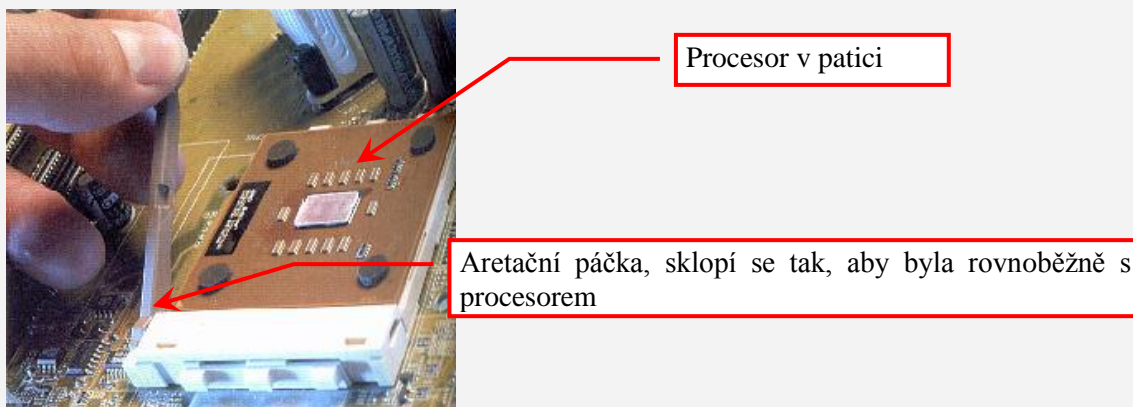 Procesor v patici
Aretační páčka, sklopí se tak, aby byla rovnoběžně s
procesorem